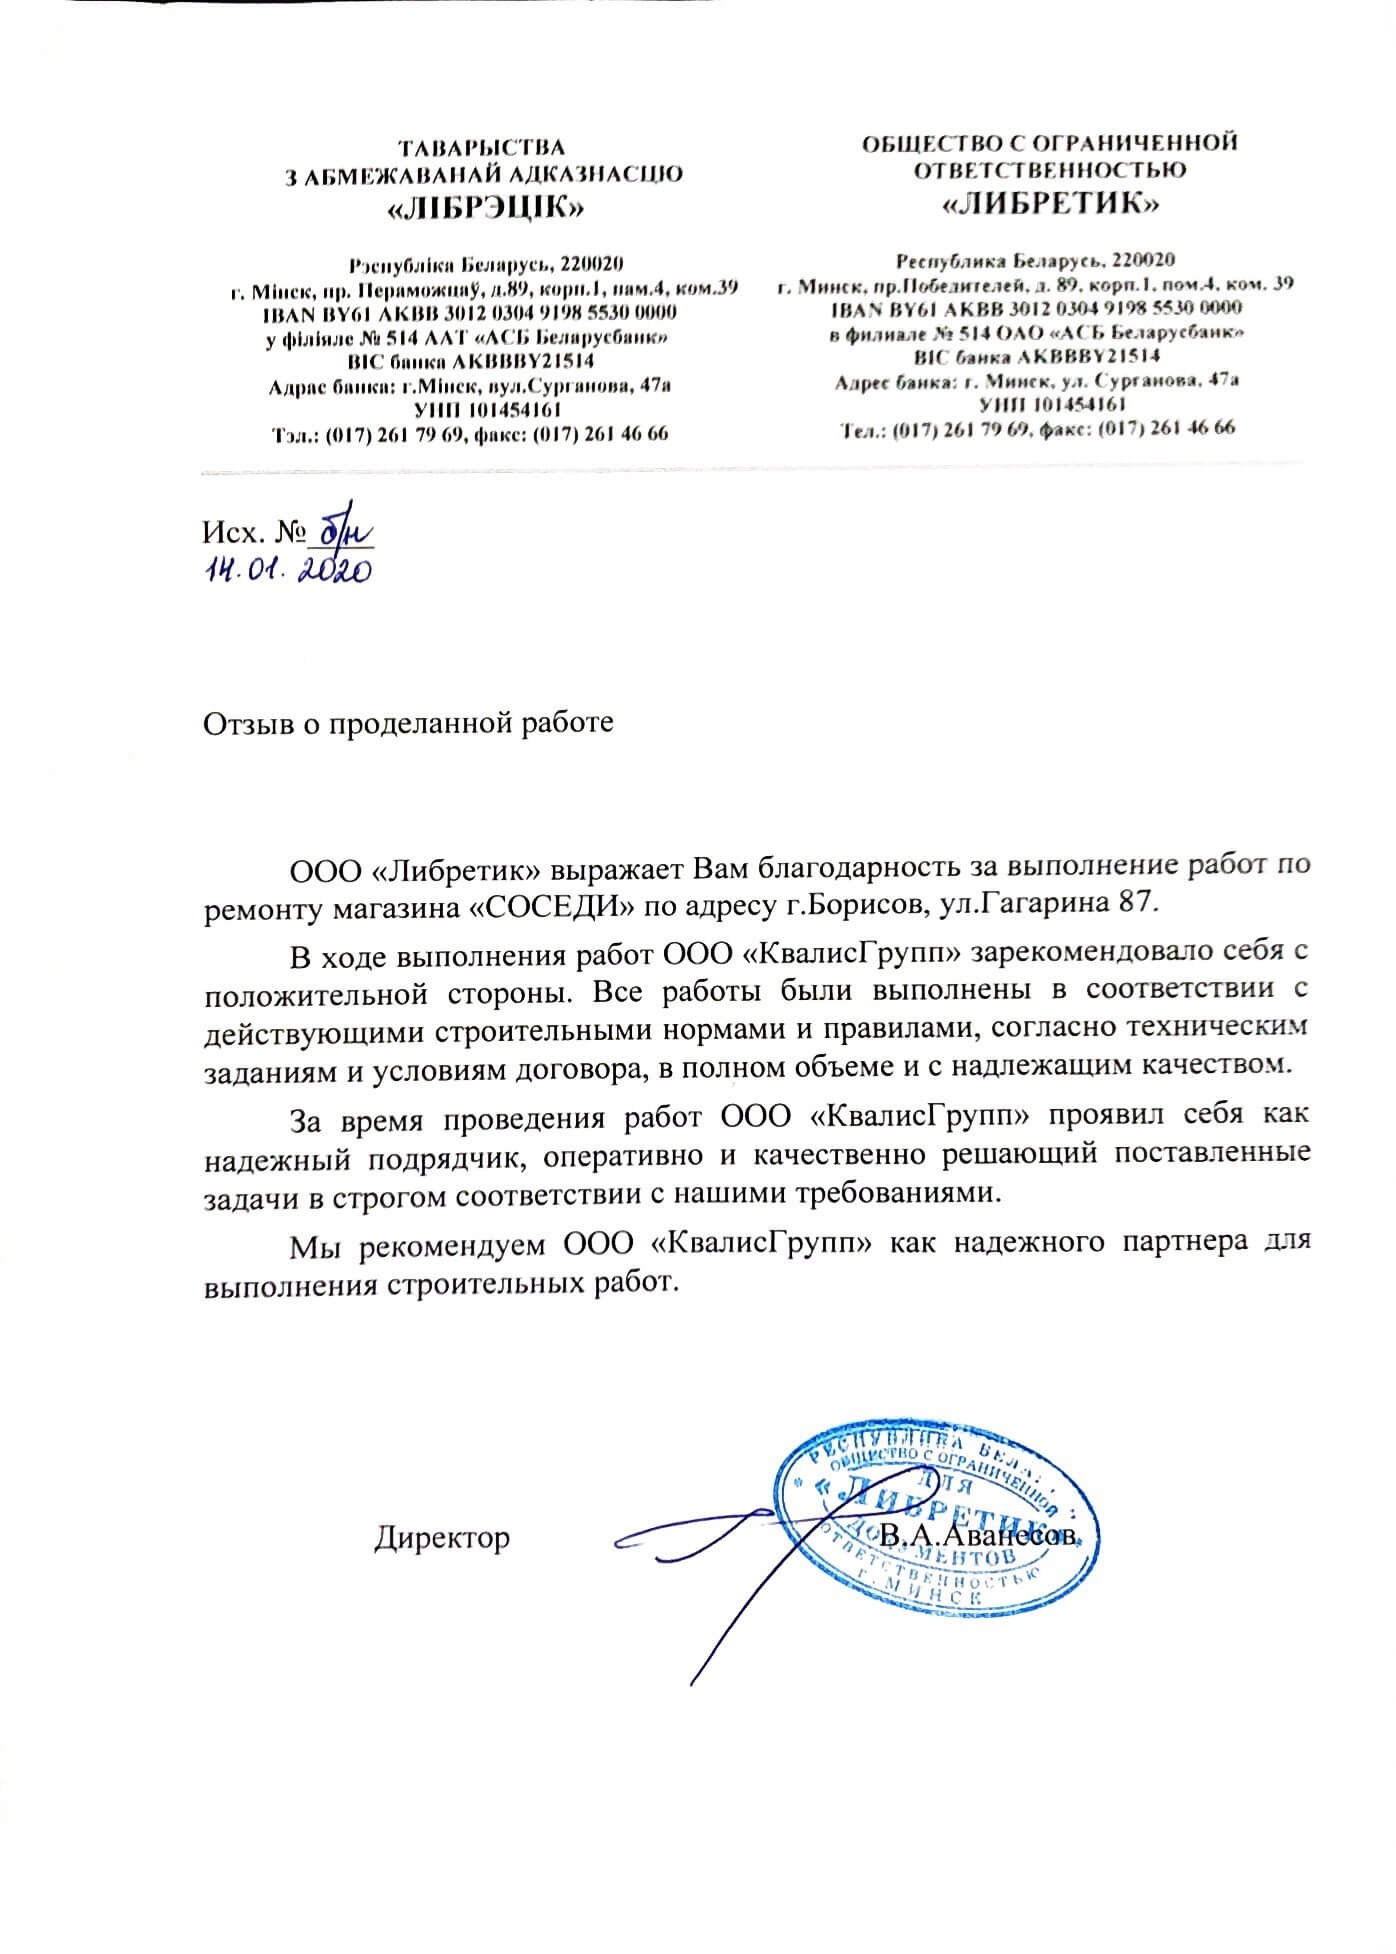 ТАВАРЫСТВА
З АБМЕЖАВАНАЙ АДКАЗНАСЦЮ
«ЛІБРЭЦІК»
Рэспубліка Беларусь, 220020
г. Мінск, пр. Пераможцаў, д.89, корп.1, пам.4, ком.39
IBAN BY61 AKBB 3012 0304 9198 5530 0000
у філіяле № 514 ААТ «АСБ Беларусбанк»
BIC банка AKBBBY21514
Адрас банка: г.Мінск, вул.Сурганова, 47а
УНП 101454161
Тэл.: (017) 261 79 69, факс: (017) 261 46 66
ОБЩЕСТВО С ОГРАНИЧЕННОЙ
ОТВЕТСТВЕННОСТЬЮ
«ЛИБРЕТИК»
Республика Беларусь, 220020
г. Минск, пр.Победителей, д. 89, корп.1, пом.4, ком. 39
IBAN BY61 AKBB 3012 0304 9198 5530 0000
в филиале № 514 ОАО «АСБ Беларусбанк»
BIC банка AKBBBY21514
Адрес банка: г. Минск, ул. Сурганова, 47а
УНП 101454161
Тел.: (017) 261 79 69, факс: (017) 261 46 66
Исх. № б/н
14.01.2020
Отзыв о проделанной работе
ООО «Либретик» выражает Вам благодарность за выполнение работ по
ремонту магазина «СОСЕДИ» по адресу г.Борисов, ул.Гагарина 87.
В ходе выполнения работ ООО «КвалисГрупп» зарекомендовало себя с
положительной стороны. Все работы были выполнены в соответствии с
действующими строительными нормами и правилами, согласно техническим
заданиям и условиям договора, в полном объеме и с надлежащим качеством.
За время проведения работ ООО «КвалисГрупп» проявил себя как
надежный подрядчик, оперативно и качественно решающий поставленные
задачи в строгом соответствии с нашими требованиями.
Мы рекомендуем ООО «КвалисГрупп» как надежного партнера для
выполнения строительных работ.
Директор В.А.Аванесов
РЕСПУБЛИКА
ОБЩЕСТВО С ОГРАНИЧЕННОЙ
ДЛЯ
«ЛИБРЕТИК»
ДОКУМЕНТОВ
ОТВЕТСТВЕННОСТЬЮ
Г. МИНСК